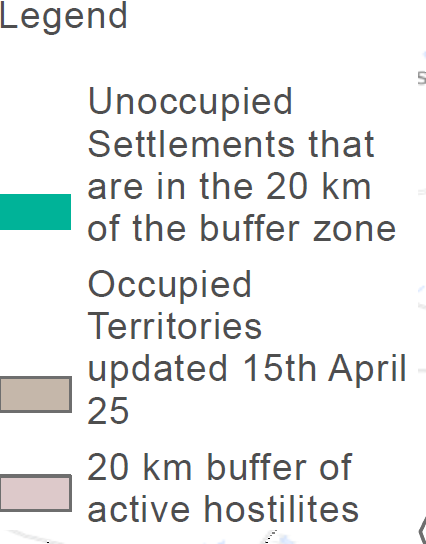 Legend
Unoccupied
Settlements that
are in the 20 km
of the buffer zone
Occupied
Territories
updated 15th April
25
20 km buffer of
active hostilites